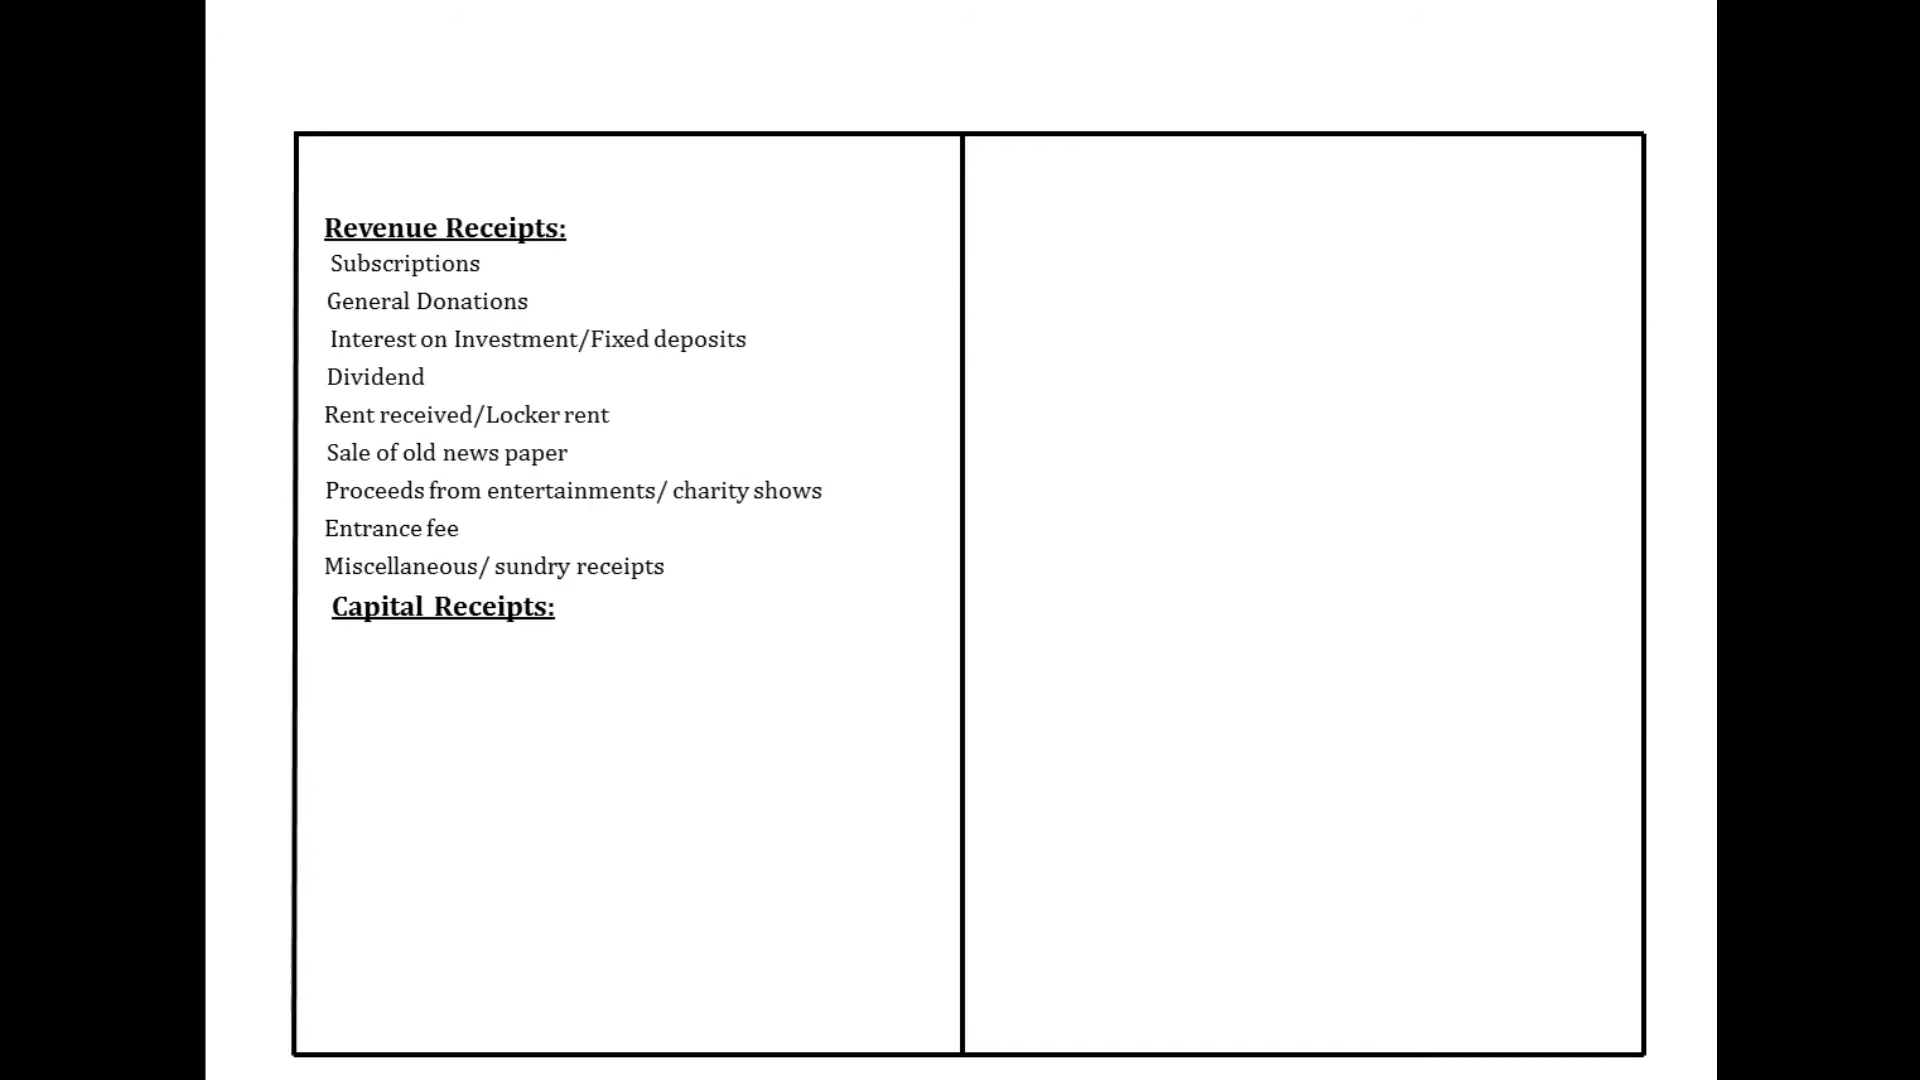 Revenue Receipts:
Subscriptions
General Donations
Interest on Investment/Fixed deposits
Dividend
Rent received/Locker rent
Sale of old news paper
Proceeds from entertainments/ charity shows
Entrance fee
Miscellaneous/ sundry receipts
Capital Receipts: